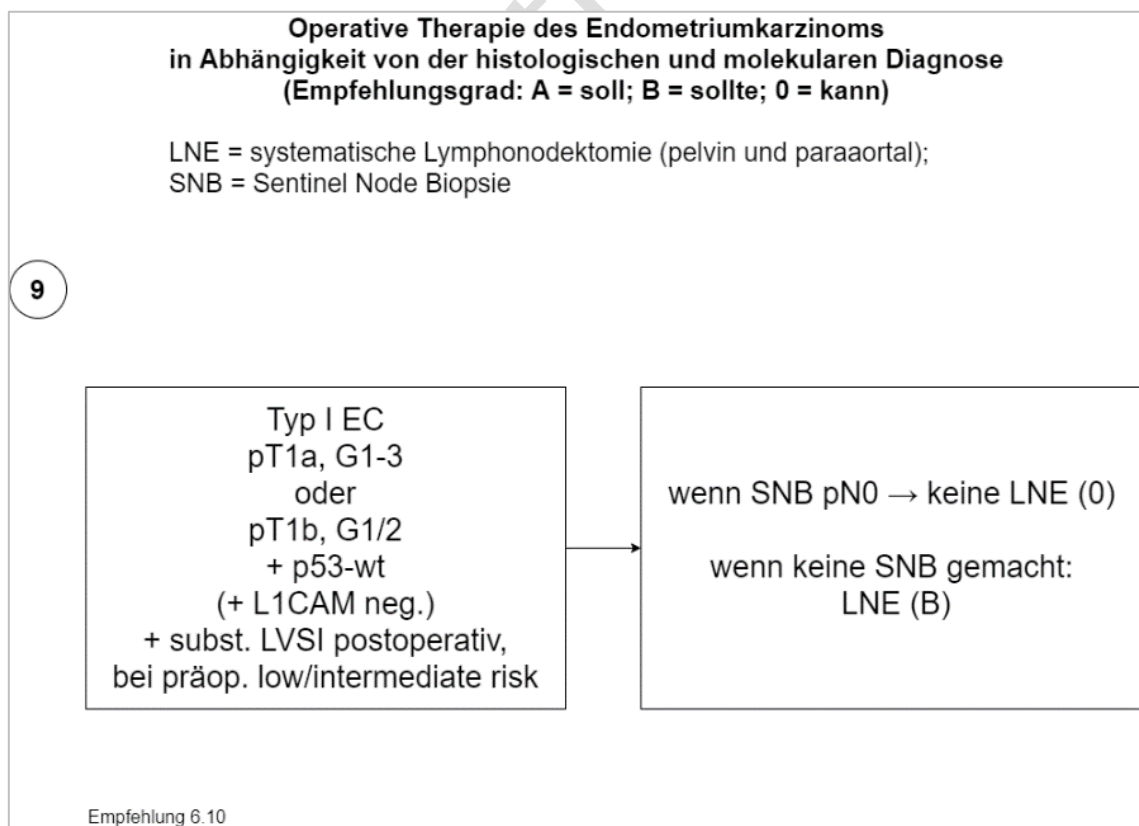 Operative Therapie des Endometriumkarzinoms
in Abhängigkeit von der histologischen und molekularen Diagnose
(Empfehlungsgrad: A = soll; B = sollte; 0 = kann)
LNE = systematische Lymphonodektomie (pelvin und paraaortal);
SNB = Sentinel Node Biopsie
9
Typ I EC
pT1a, G1-3
oder
pT1b, G1/2
+ p53-wt
(+ L1CAM neg.)
+ subst. LVSI postoperativ,
bei präop. low/intermediate risk
wenn SNB pN0 → keine LNE (0)
wenn keine SNB gemacht:
LNE (B)
Empfehlung 6.10